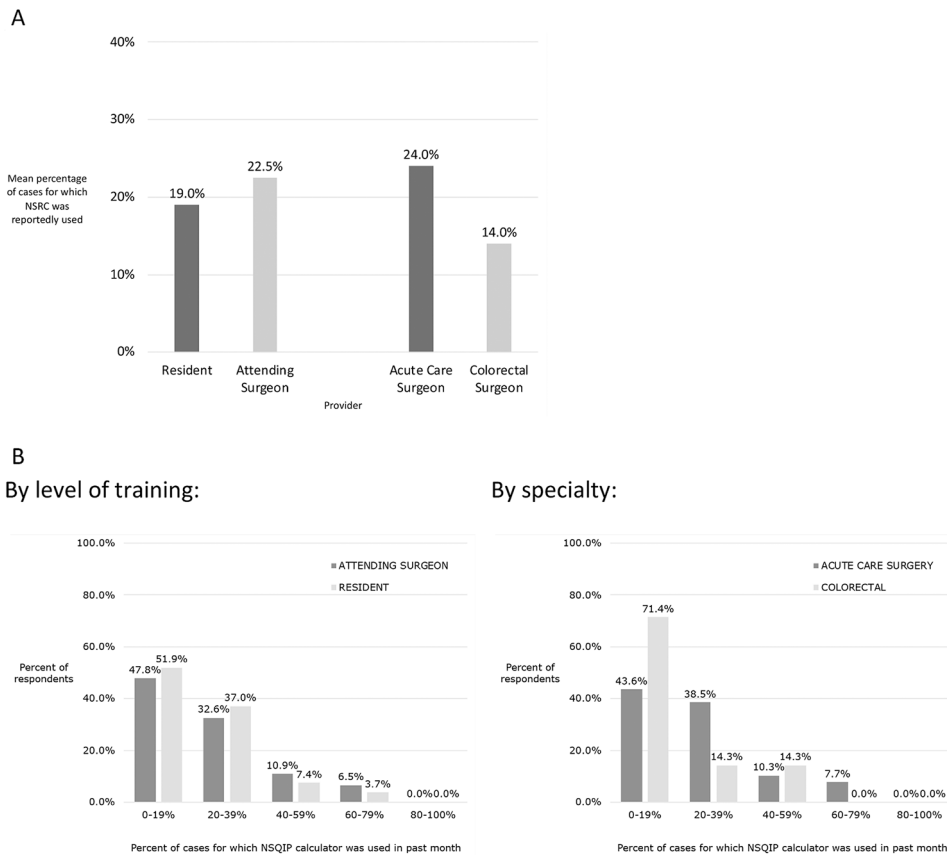 A
40%
30%
20%
10%
0%
Mean percentage
of cases for which
NSRC was
reportedly used
19.0%
22.5%
24.0%
14.0%
Resident
Attending
Surgeon
Acute Care
Surgeon
Colorectal
Surgeon
Provider
B
By level of training:
100.0%
80.0%
60.0%
40.0%
20.0%
0.0%
Percent of
respondents
ATTENDING SURGEON
RESIDENT
47.8%
51.9%
32.6%
37.0%
10.9%
7.4%
6.5%
3.7%
0.0%
0.0%
0-19%
20-39%
40-59%
60-79%
80-100%
Percent of cases for which NSQIP calculator was used in past month
By specialty:
100.0%
80.0%
60.0%
40.0%
20.0%
0.0%
Percent of
respondents
ACUTE CARE SURGERY
COLORECTAL
43.6%
71.4%
38.5%
14.3%
10.3%
14.3%
7.7%
0.0%
0.0%
0.0%
0-19%
20-39%
40-59%
60-79%
80-100%
Percent of cases for which NSQIP calculator was used in past month